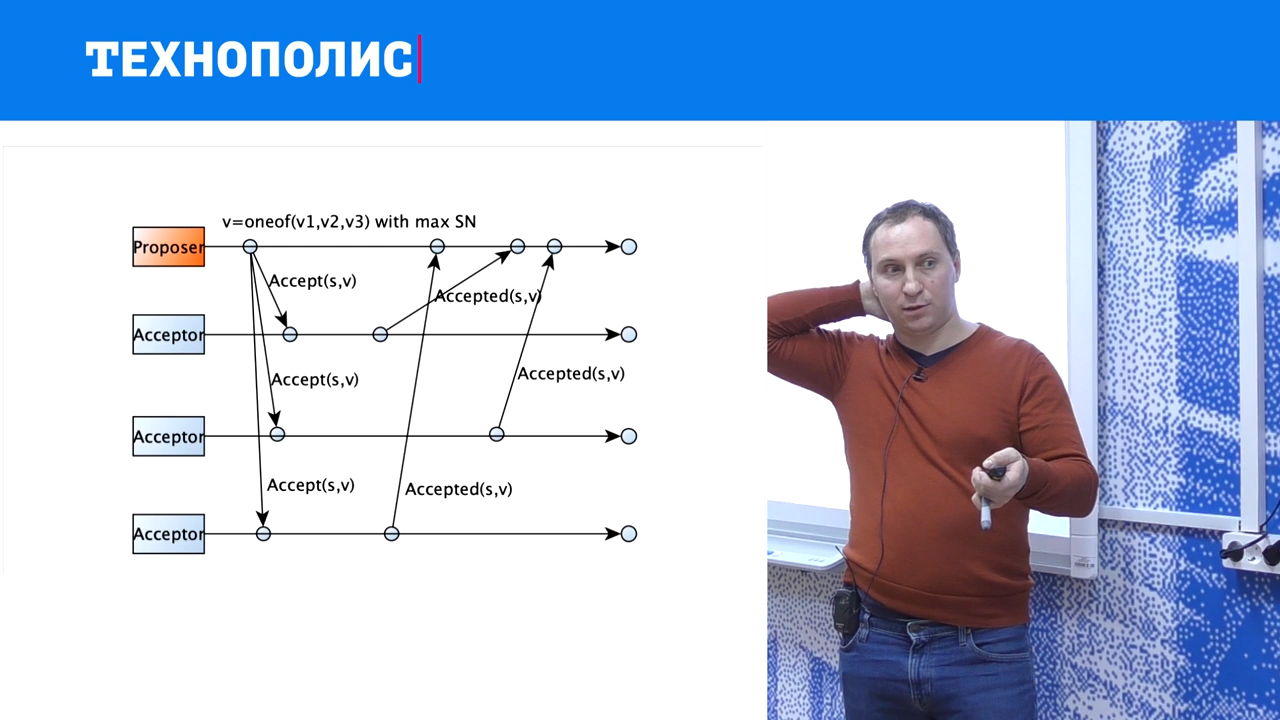 ТЕХНОПОЛИС
v=oneof(v1,v2,v3) with max SN
Proposer
Accept(s,v)
Accepted(s,v)
Acceptor
Accept(s,v)
Accepted(s,v)
Acceptor
Accept(s,v)
Accepted(s,v)
Acceptor